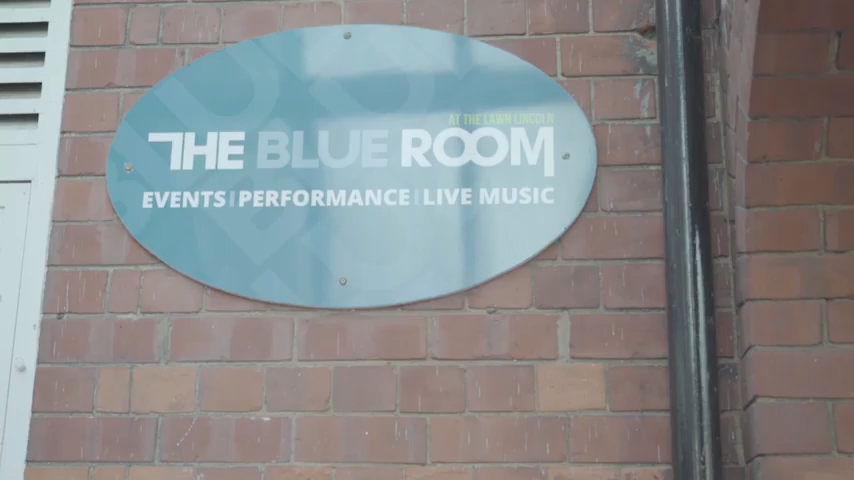 AT THE LAWN LINCOLN
THE BLUE ROOM
EVENTS | PERFORMANCE | LIVE MUSIC